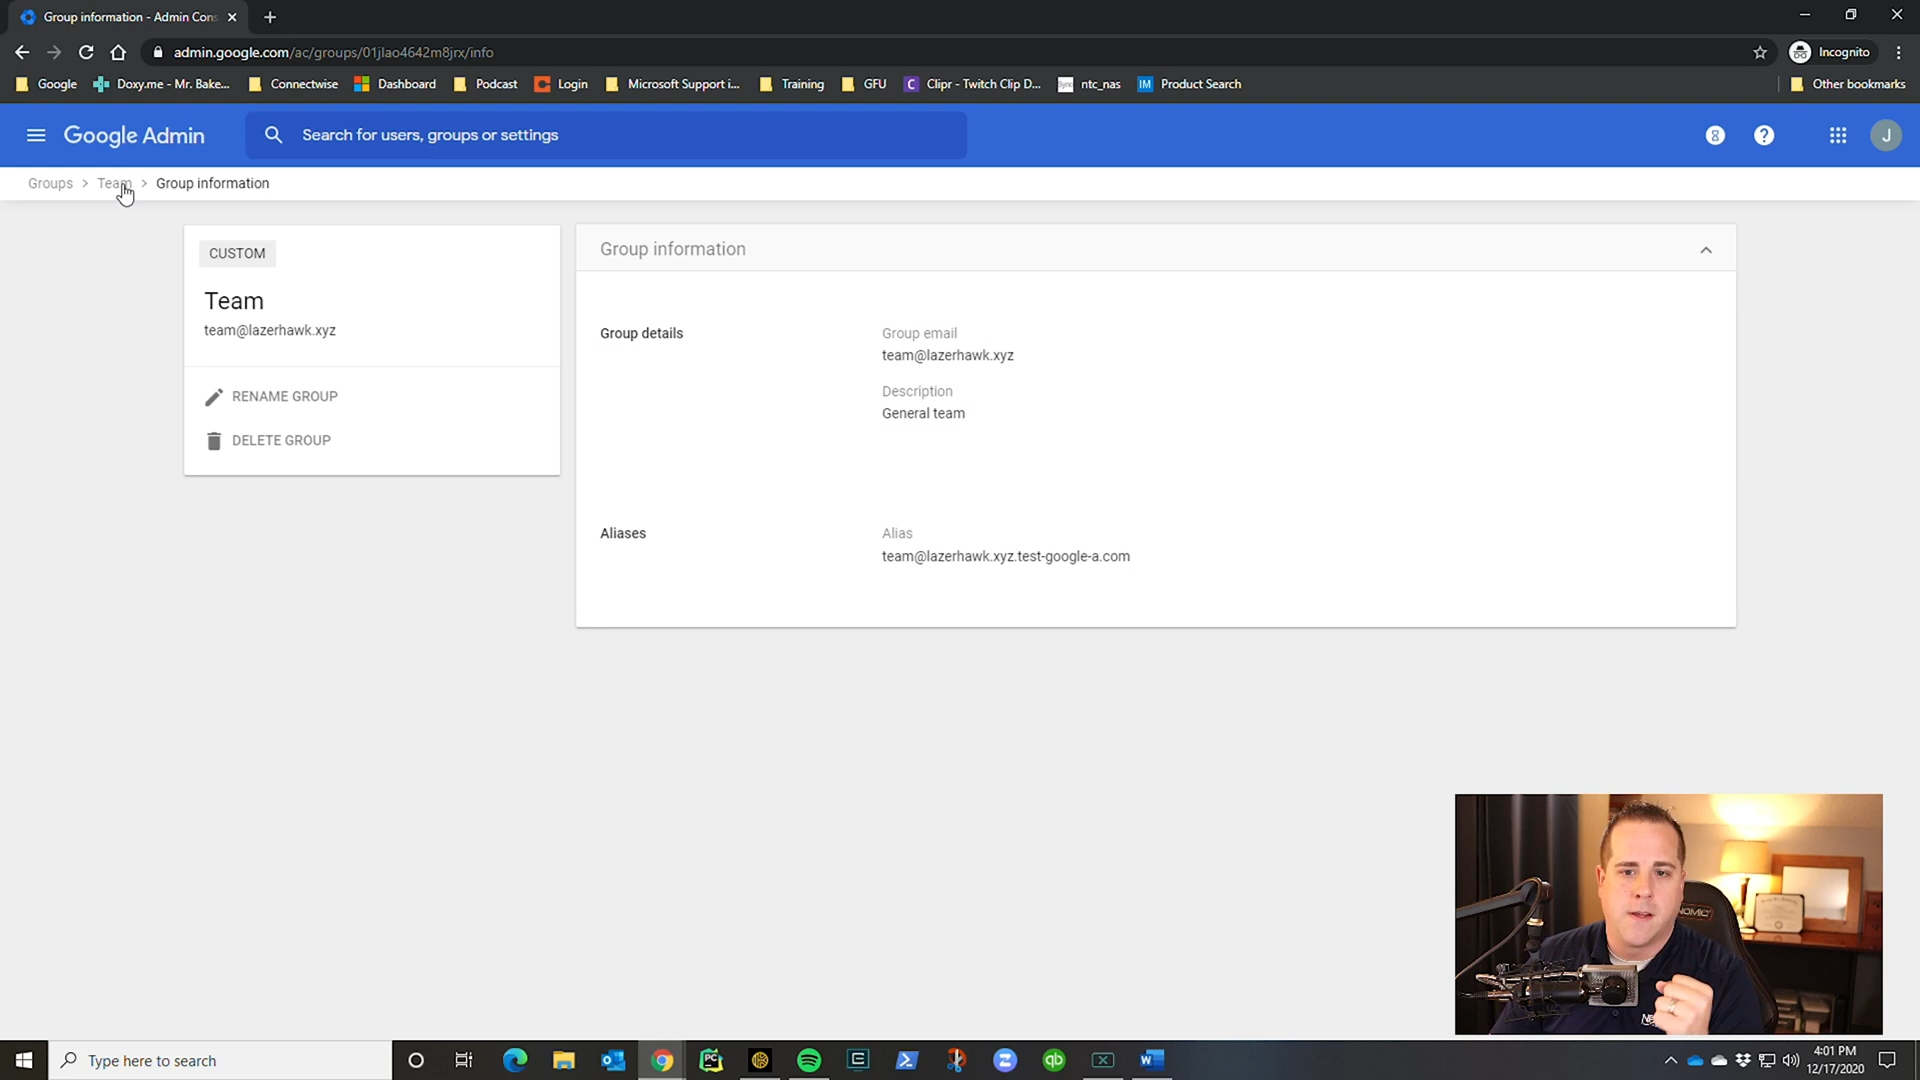 Group information - Admin Cons
admin.google.com/ac/groups/01jlao4642m8jrx/info
Incognito
Google
Doxy.me - Mr. Bake...
Connectwise
Dashboard
Podcast
Login
Microsoft Support i...
Training
GFU
C
Clipr - Twitch Clip D...
ntc_nas
IM
Product Search
Other bookmarks
Google Admin
Search for users, groups or settings
J
Groups > Team > Group information
CUSTOM
Team
team@lazerhawk.xyz
RENAME GROUP
DELETE GROUP
Group information
Group details
Group email
team@lazerhawk.xyz
Description
General team
Aliases
Alias
team@lazerhawk.xyz.test-google-a.com
Type here to search
PC
qb
W
4:01 PM
12/17/2020